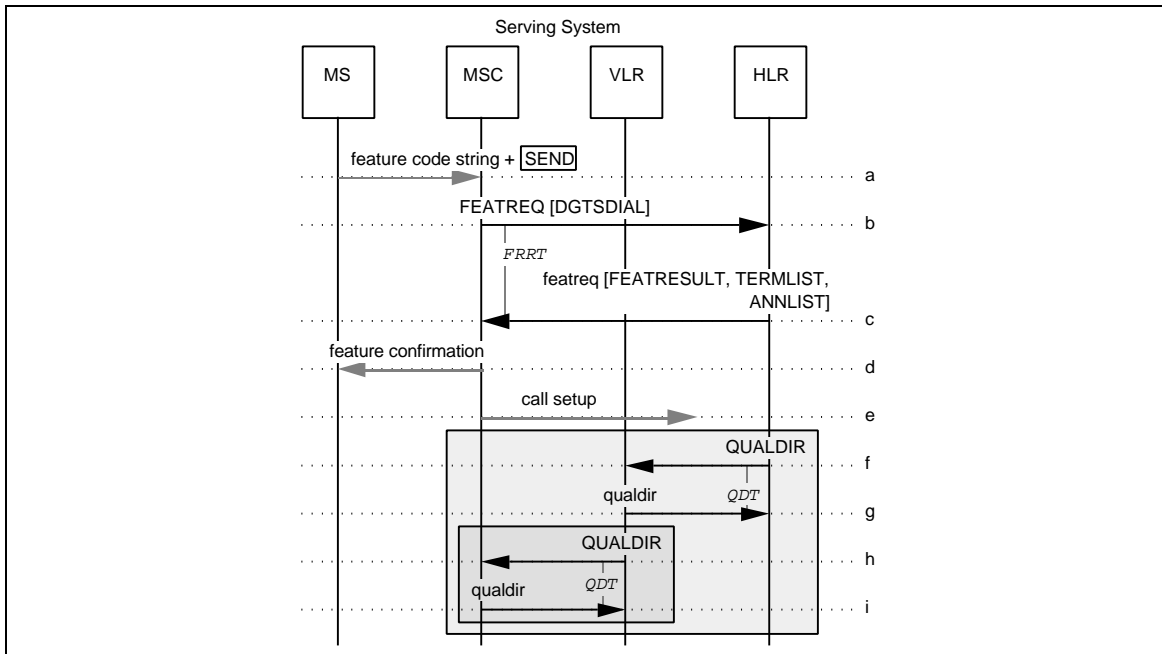 Serving System
MS
MSC
VLR
HLR
feature code string + SEND
a
FEATREQ [DGTSDIAL]
b
FRRT
featreq [FEATRESULT, TERMLIST,
ANNLIST]
c
feature confirmation
d
call setup
e
QUALDIR
f
QDT
qualdir
g
QUALDIR
h
QDT
qualdir
i